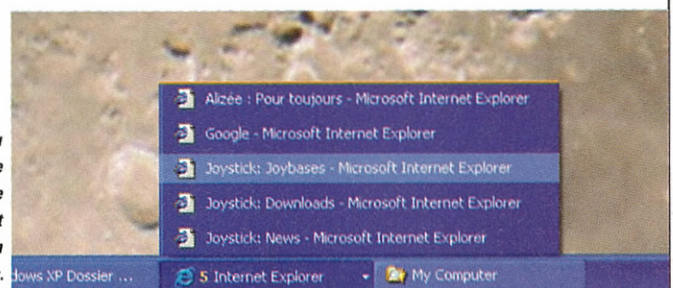 Alizée : Pour toujours - Microsoft Internet Explorer
Google - Microsoft Internet Explorer
Joystick: Joybases - Microsoft Internet Explorer
Joystick: Downloads - Microsoft Internet Explorer
Joystick: News - Microsoft Internet Explorer
dows XP Dossier ... 5 Internet Explorer My Computer